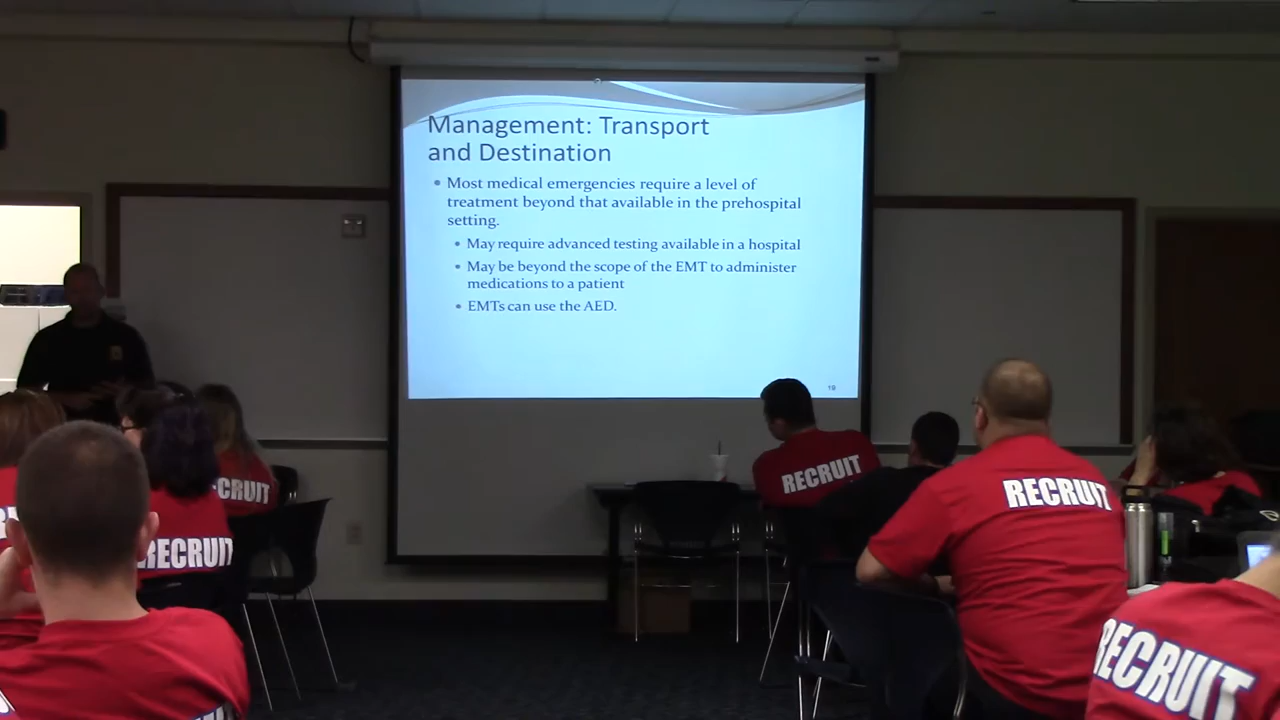 Management: Transport
and Destination
• Most medical emergencies require a level of
treatment beyond that available in the prehospital
setting.
• May require advanced testing available in a hospital
• May be beyond the scope of the EMT to administer
medications to a patient
• EMTs can use the AED.
19
RECRUIT
RECRUIT
ECRUIT
RECRUIT
RECRUIT